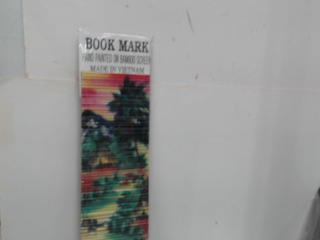 BOOK MARK
HAND PAINTED ON BAMBOO SCREEN
MADE IN VIETNAM